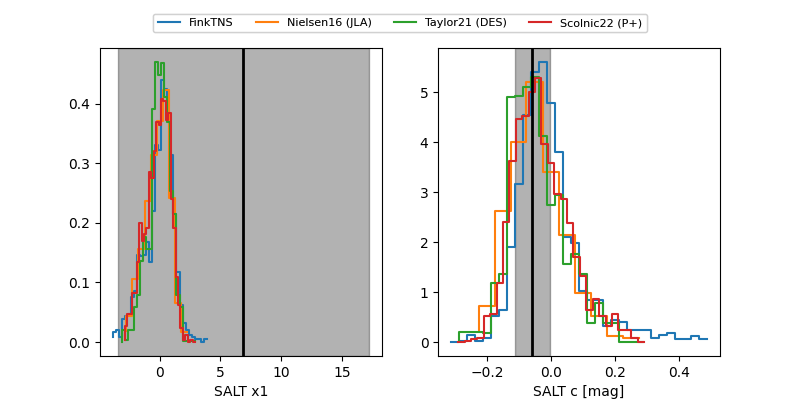 FinkTNS Nielsen16 (JLA) Taylor21 (DES) Scolnic22 (P+)
0.4
0.3
0.2
0.1
0.0
0 5 10 15
SALT x1
5
4
3
2
1
0
−0.2 0.0 0.2 0.4
SALT c [mag]